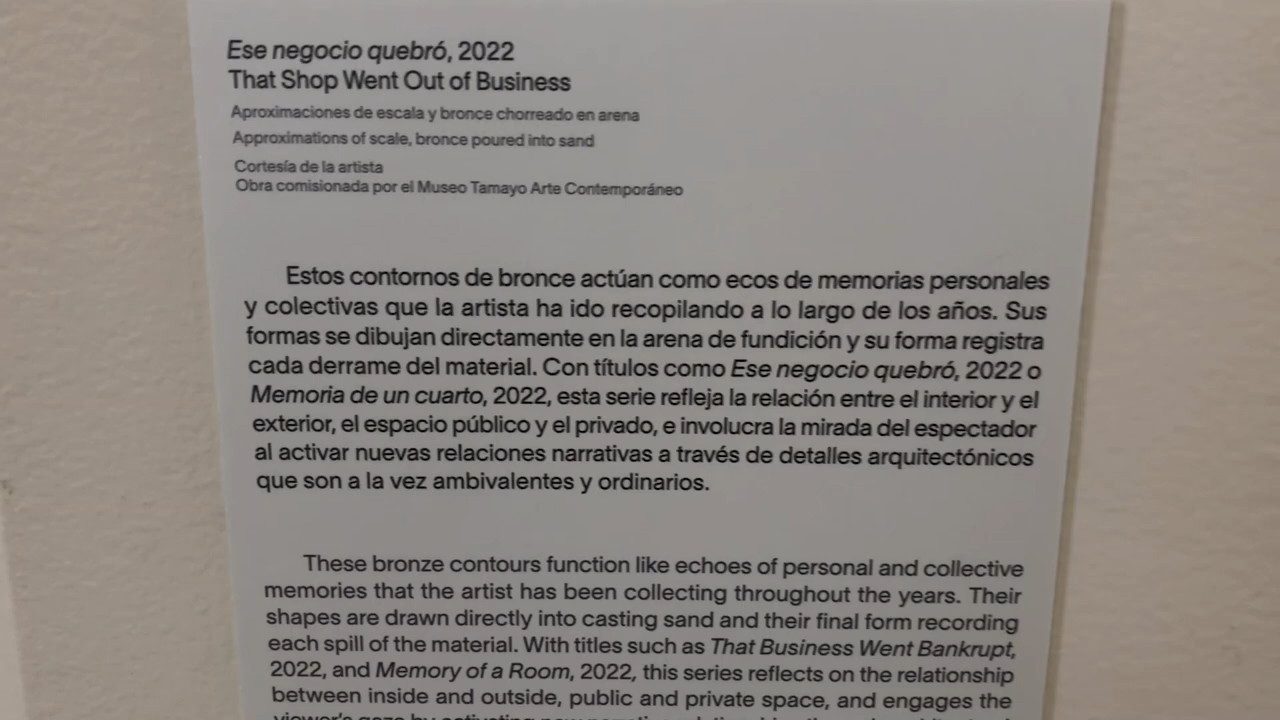 Ese negocio quebró, 2022
That Shop Went Out of Business
Aproximaciones de escala y bronce chorreado en arena
Approximations of scale, bronce poured into sand
Cortesía de la artista
Obra comisionada por el Museo Tamayo Arte Contemporáneo
Estos contornos de bronce actúan como ecos de memorias personales
y colectivas que la artista ha ido recopilando a lo largo de los años. Sus
formas se dibujan directamente en la arena de fundición y su forma registra
cada derrame del material. Con títulos como Ese negocio quebró, 2022 o
Memoria de un cuarto, 2022, esta serie refleja la relación entre el interior y el
exterior, el espacio público y el privado, e involucra la mirada del espectador
al activar nuevas relaciones narrativas a través de detalles arquitectónicos
que son a la vez ambivalentes y ordinarios.
These bronze contours function like echoes of personal and collective
memories that the artist has been collecting throughout the years. Their
shapes are drawn directly into casting sand and their final form recording
each spill of the material. With titles such as That Business Went Bankrupt,
2022, and Memory of a Room, 2022, this series reflects on the relationship
between inside and outside, public and private space, and engages the
viewer's gaze by activating new